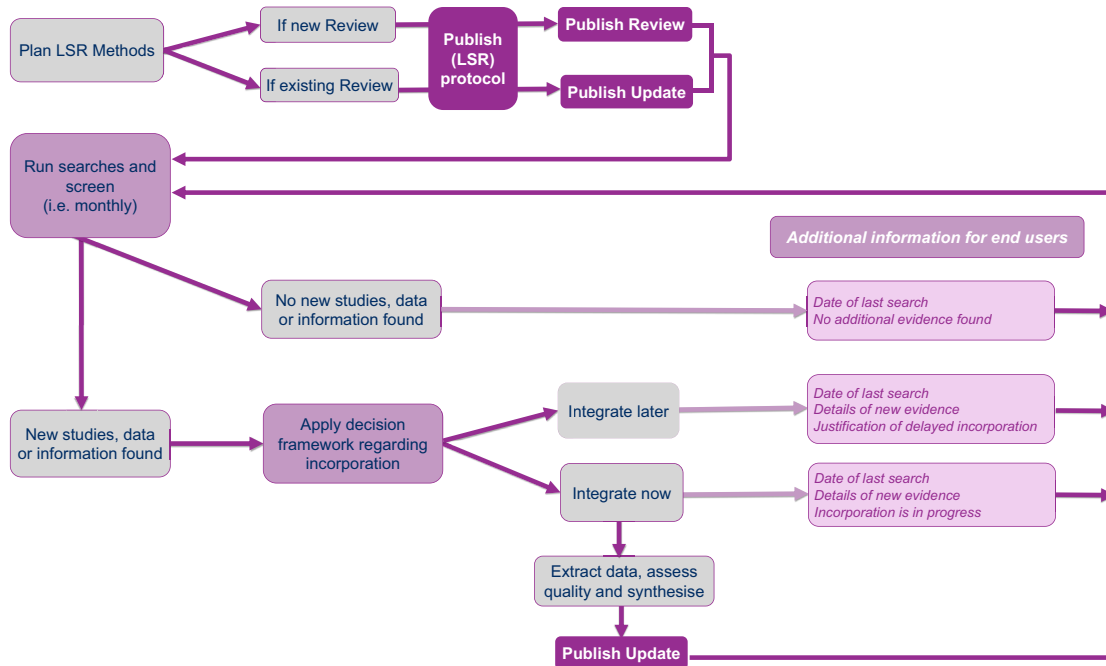 Plan LSR Methods
If new Review
If existing Review
Publish
(LSR)
protocol
Publish Review
Publish Update
Run searches and
screen
(i.e. monthly)
Additional information for end users
No new studies, data
or information found
Date of last search
No additional evidence found
New studies, data
or information found
Apply decision
framework regarding
incorporation
Integrate later
Date of last search
Details of new evidence
Justification of delayed incorporation
Integrate now
Date of last search
Details of new evidence
Incorporation is in progress
Extract data, assess
quality and synthesise
Publish Update